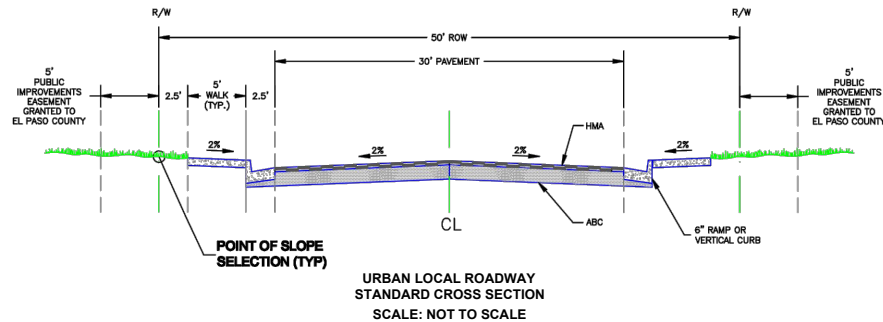 R/W
R/W
50' ROW
30' PAVEMENT
5'
PUBLIC
IMPROVEMENTS
EASEMENT
GRANTED TO
EL PASO COUNTY
2.5'
5'
WALK
(TYP.)
2.5'
5'
PUBLIC
IMPROVEMENTS
EASEMENT
GRANTED TO
EL PASO COUNTY
HMA
2%
2%
2%
2%
ABC
CL
6" RAMP OR
VERTICAL CURB
POINT OF SLOPE
SELECTION (TYP)
URBAN LOCAL ROADWAY
STANDARD CROSS SECTION
SCALE: NOT TO SCALE